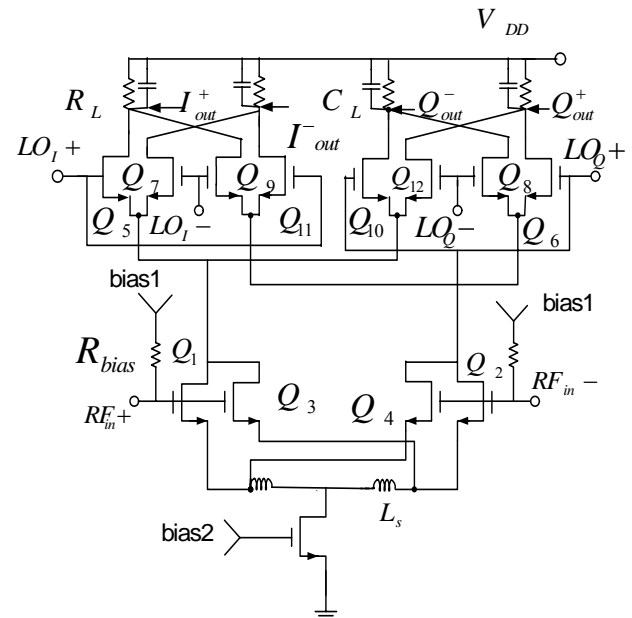 V DD
R L
I + out
C L
Q − out
Q + out
LO I +
I − out
LO Q +
Q 7
Q 9
Q 12
Q 8
Q 5
LO I −
Q 11
Q 10
LO Q −
Q 6
bias1
bias1
R bias
Q 1
Q 2
RF in +
Q 3
Q 4
RF in −
L s
bias2